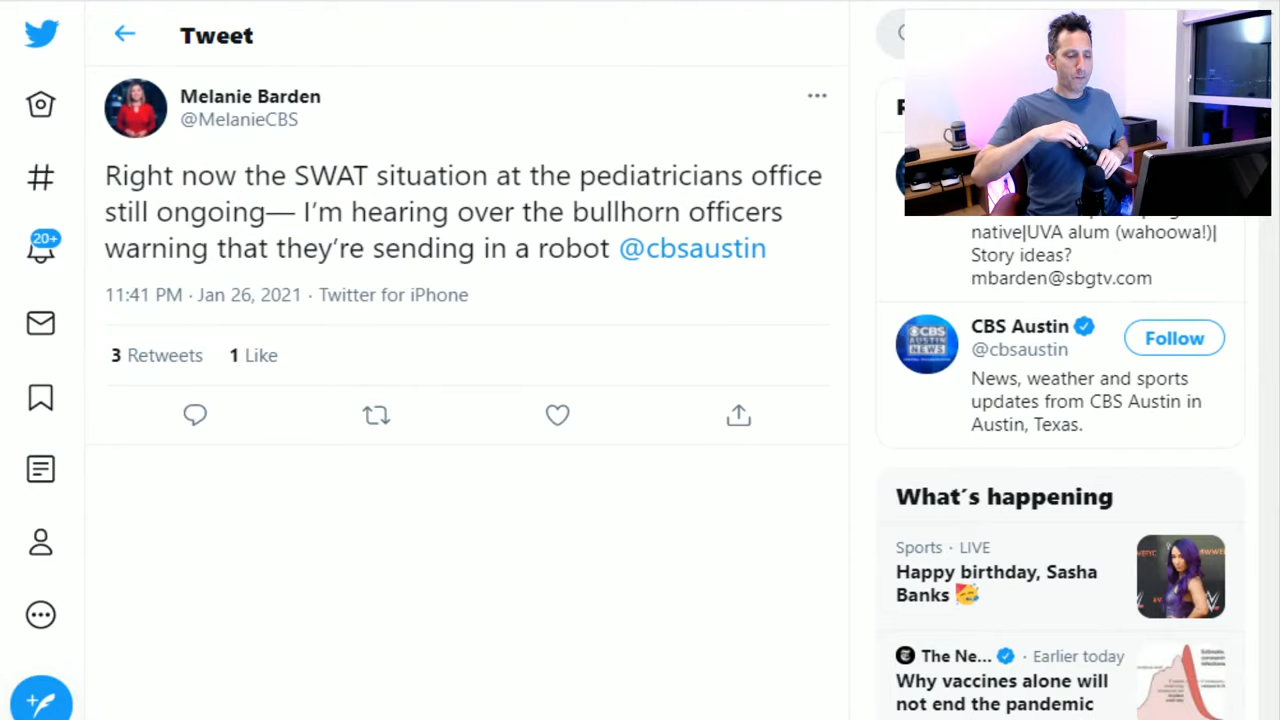 Tweet
Melanie Barden
@MelanieCBS
Right now the SWAT situation at the pediatricians office
still ongoing— I’m hearing over the bullhorn officers
warning that they’re sending in a robot @cbsaustin
11:41 PM · Jan 26, 2021 · Twitter for iPhone
3 Retweets 1 Like
20+
native|UVA alum (wahoowa!)|
Story ideas?
mbarden@sbgtv.com
CBS Austin
@cbsaustin
Follow
©CBS
AUSTIN
NEWS
News, weather and sports
updates from CBS Austin in
Austin, Texas.
What´s happening
Sports · LIVE
Happy birthday, Sasha
Banks
The Ne... · Earlier today
Why vaccines alone will
not end the pandemic